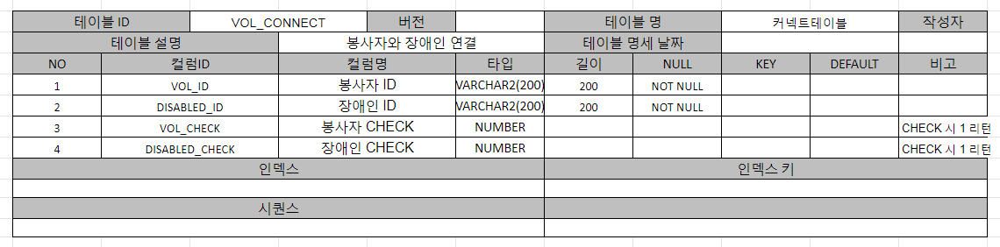 테이블 ID VOL_CONNECT 버전 테이블 명 커넥트테이블 작성자
테이블 설명 봉사자와 장애인 연결 테이블 명세 날짜
NO 컬럼ID 컬럼명 타입 길이 NULL KEY DEFAULT 비고
1 VOL_ID 봉사자 ID VARCHAR2(200) 200 NOT NULL
2 DISABLED_ID 장애인 ID VARCHAR2(200) 200 NOT NULL
3 VOL_CHECK 봉사자 CHECK NUMBER CHECK 시 1 리턴
4 DISABLED_CHECK 장애인 CHECK NUMBER CHECK 시 1 리턴
인덱스 인덱스 키
시퀀스